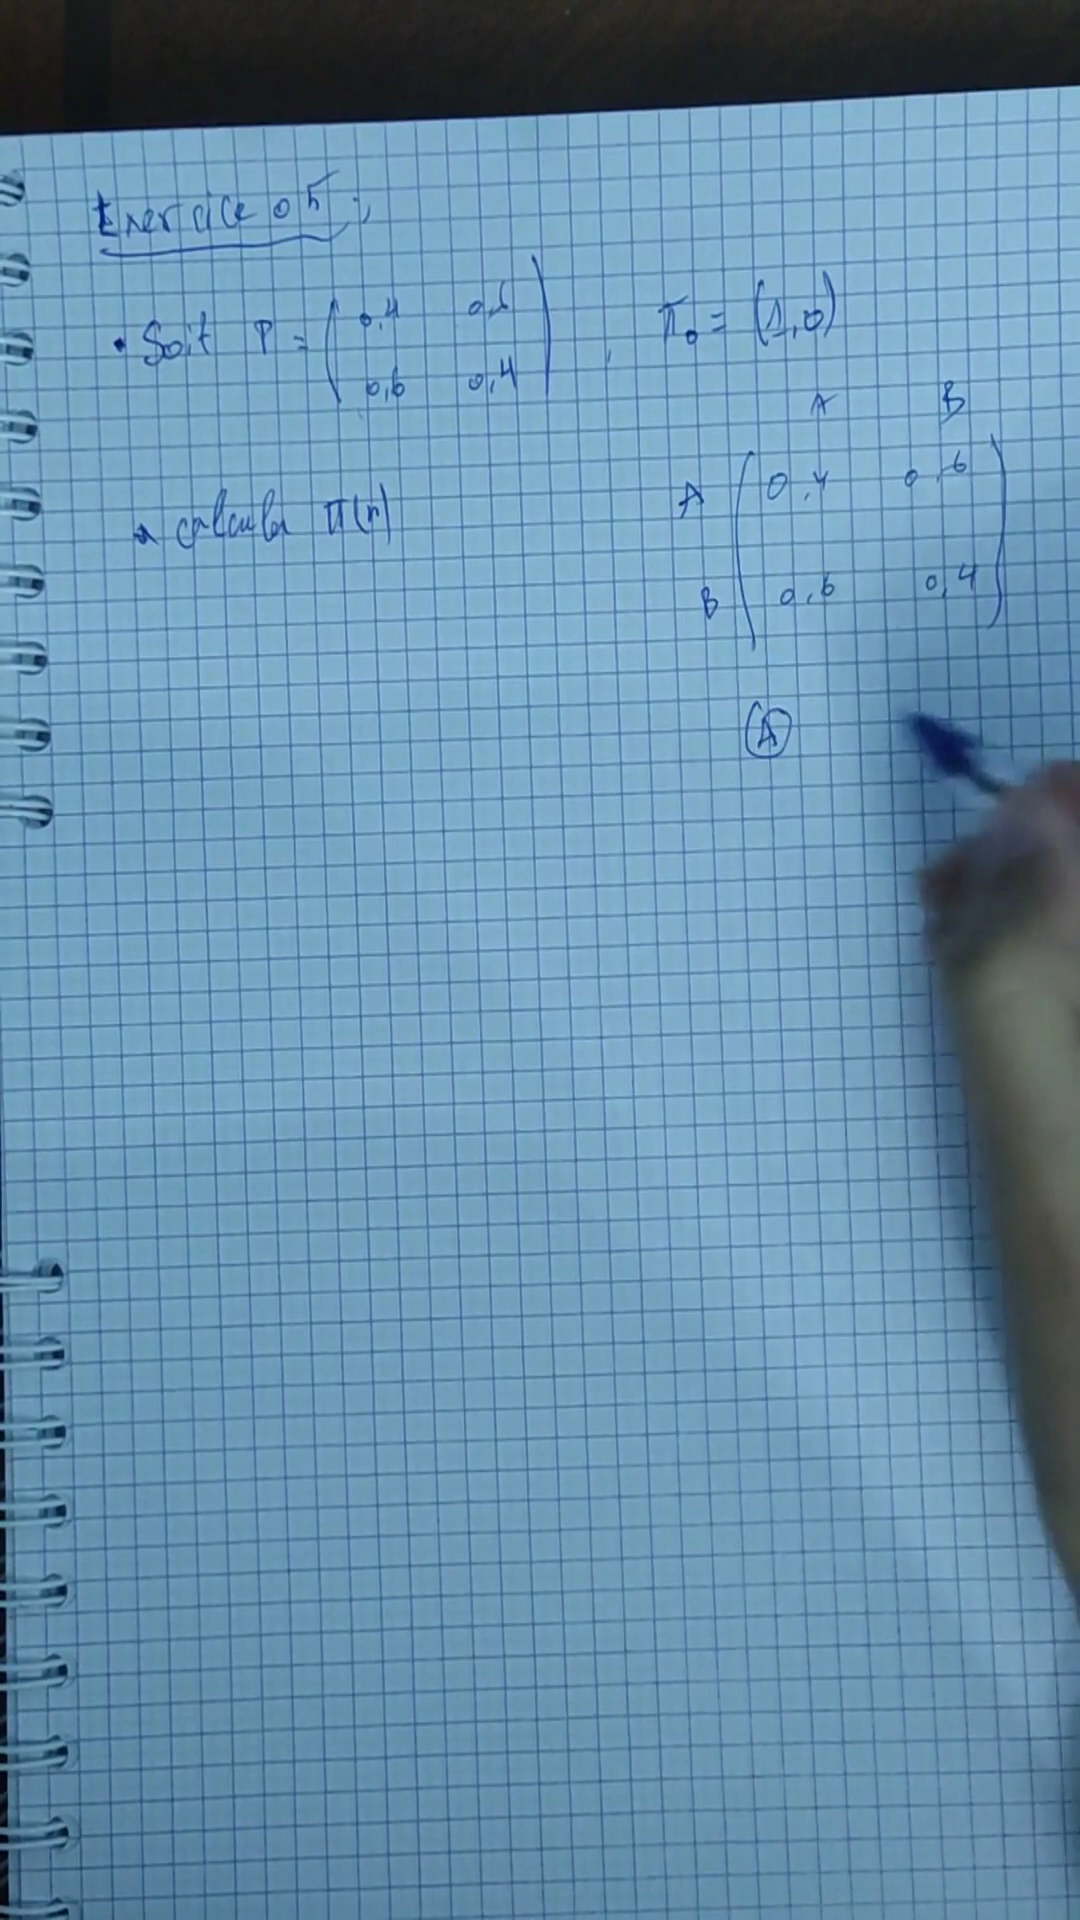 Exercice 05 :
• Soit P = ( 0,4 0,6 , π₀ = (1,0)
0,6 0,4 )
A B
calculer π(n) A ( 0,4 0,6
B 0,6 0,4 )
A